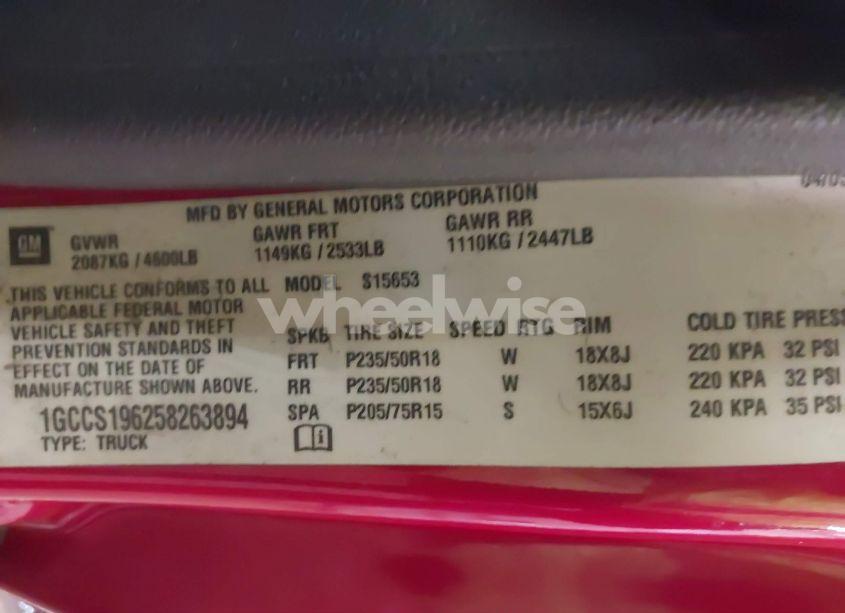 04/05
MFD BY GENERAL MOTORS CORPORATION
GM
GVWR GAWR FRT GAWR RR
2087KG / 4600LB 1149KG / 2533LB 1110KG / 2447LB
THIS VEHICLE CONFORMS TO ALL MODEL S15653
APPLICABLE FEDERAL MOTOR
VEHICLE SAFETY AND THEFT
PREVENTION STANDARDS IN
EFFECT ON THE DATE OF
MANUFACTURE SHOWN ABOVE.
1GCCS196258263894
TYPE: TRUCK
SPKB TIRE SIZE SPEED RTG RIM COLD TIRE PRESS
FRT P235/50R18 W 18X8J 220 KPA 32 PSI
RR P235/50R18 W 18X8J 220 KPA 32 PSI
SPA P205/75R15 S 15X6J 240 KPA 35 PSI
wheelwise